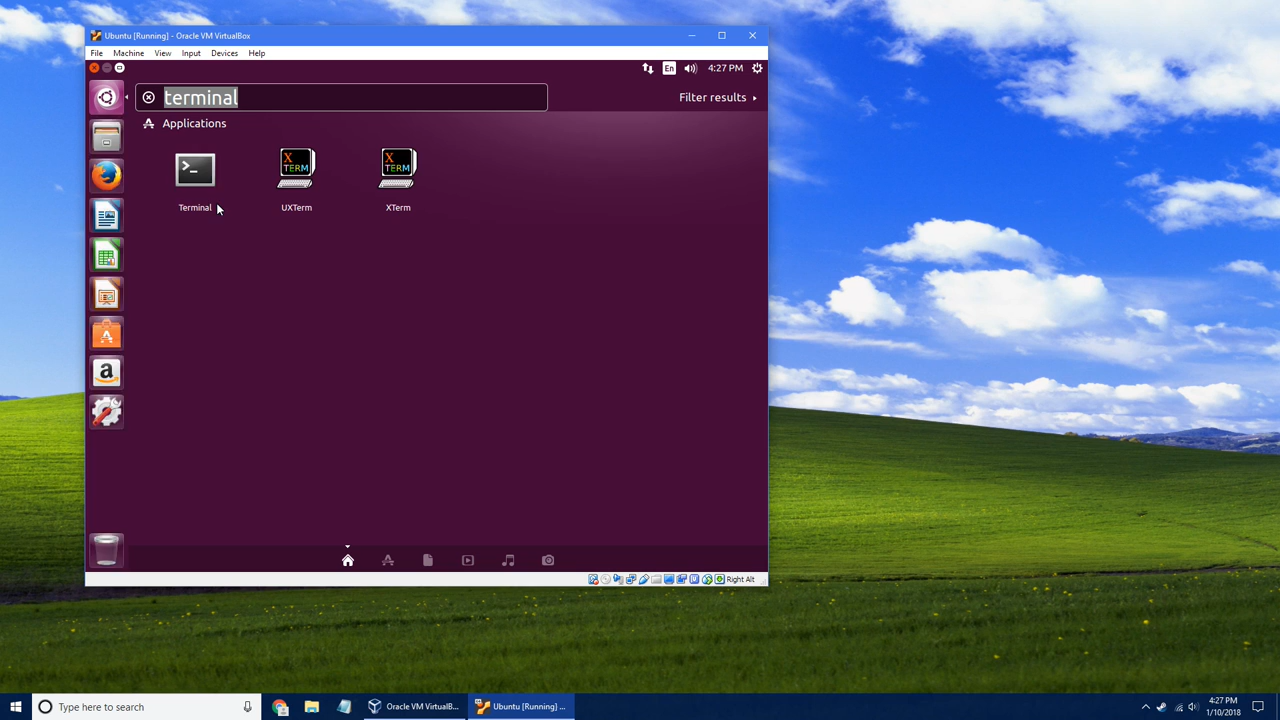 Ubuntu [Running] - Oracle VM VirtualBox
File Machine View Input Devices Help
En 4:27 PM
terminal
Filter results
Applications
>_
X TERM
X TERM
Terminal
UXTerm
XTerm
a
Right Alt
Type here to search
Oracle VM VirtualB...
Ubuntu [Running] ...
4:27 PM
1/10/2018